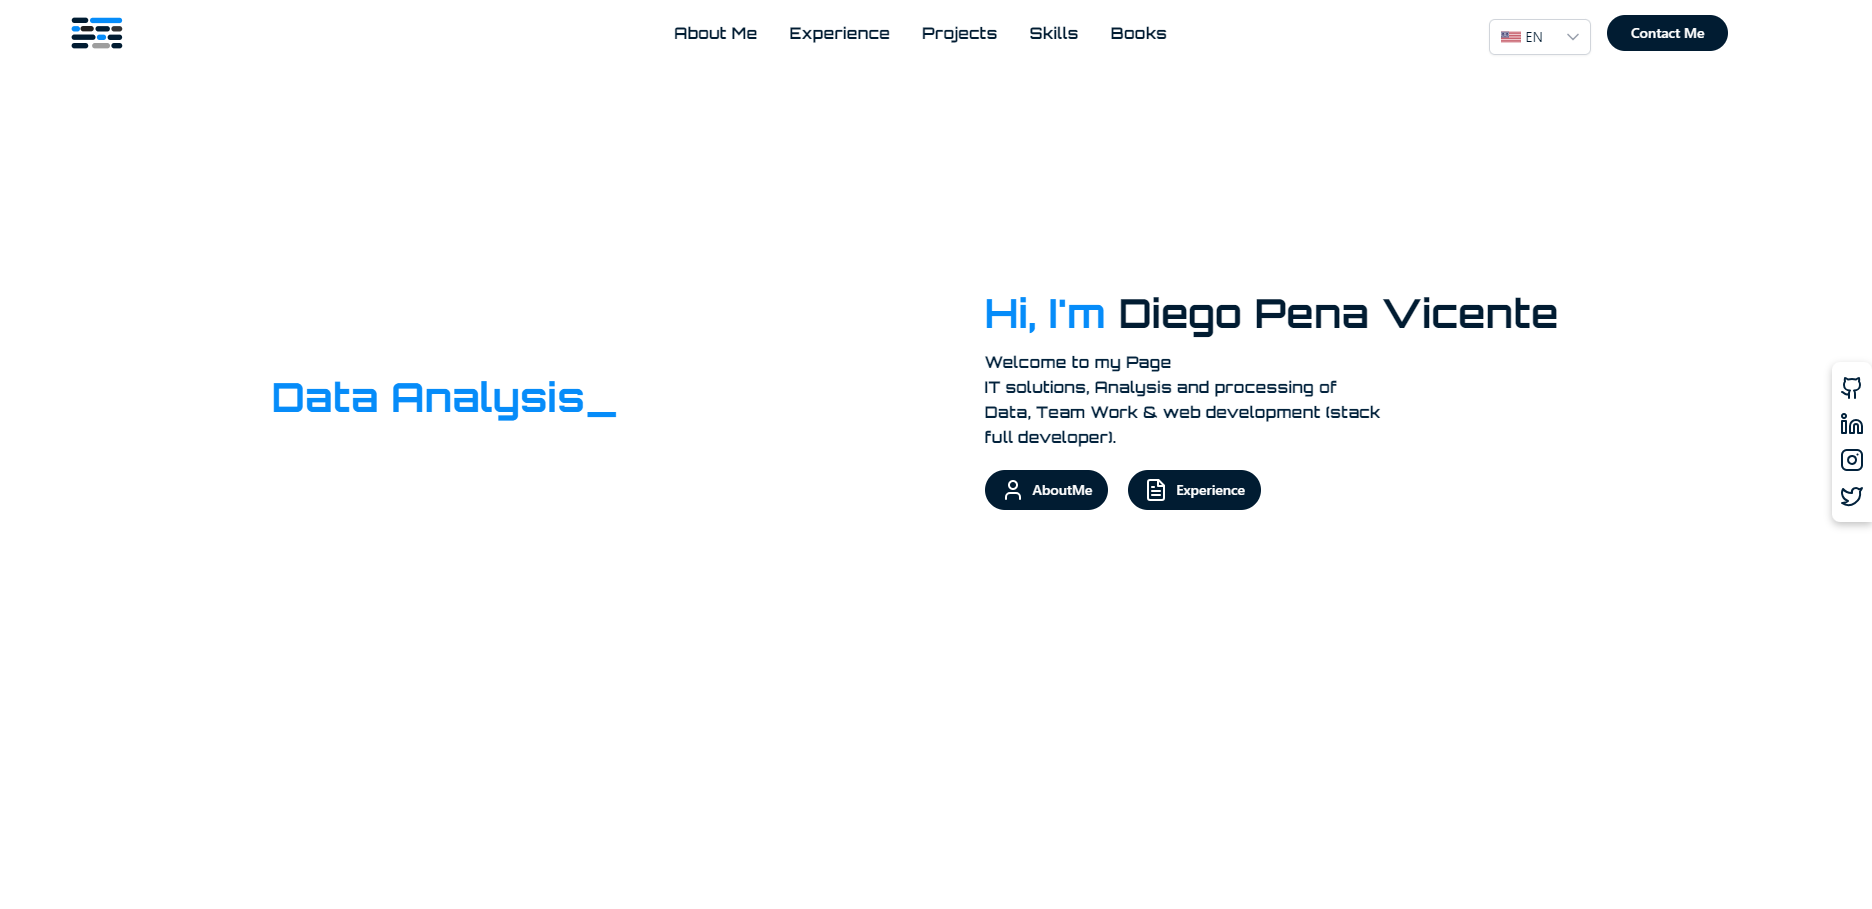 About Me
Experience
Projects
Skills
Books
EN
Contact Me
Data Analysis_
Hi, I'm Diego Pena Vicente
Welcome to my Page
IT solutions, Analysis and processing of
Data, Team Work & web development (stack
full developer).
AboutMe
Experience